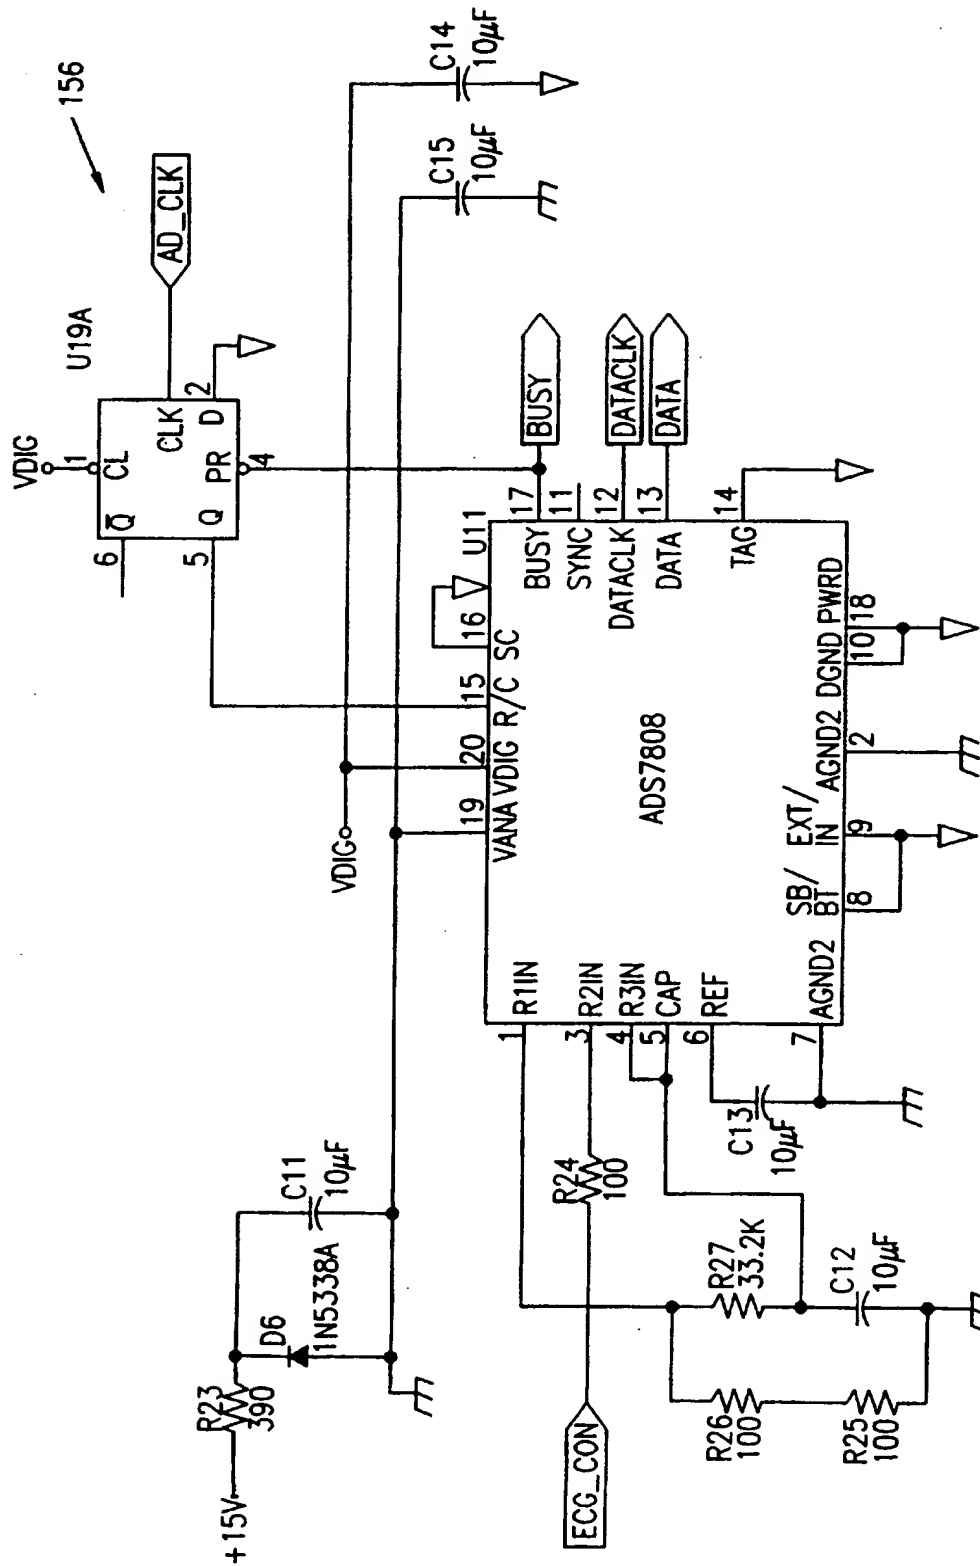 156
AD_CLK
U19A
VDIG
1
CL
CLK
2
D
PR
4
Q
6
Q
5
C14
10µF
C15
10µF
BUSY
DATACLK
DATA
U11
17
BUSY
11
SYNC
12
DATACLK
13
DATA
14
TAG
16
SC
15
R/C
20
VDIG
19
VANA
VDIG
ADS7808
PWRD
18
DGND
10
AGND2
2
EXT/
IN
9
SB/
BT
8
AGND2
7
R1IN
1
R2IN
3
R3IN
4
CAP
5
REF
6
C13
10µF
R24
100
ECG_CON
R27
33.2K
C12
10µF
R26
100
R25
100
C11
10µF
D6
1N5338A
R23
390
+15V